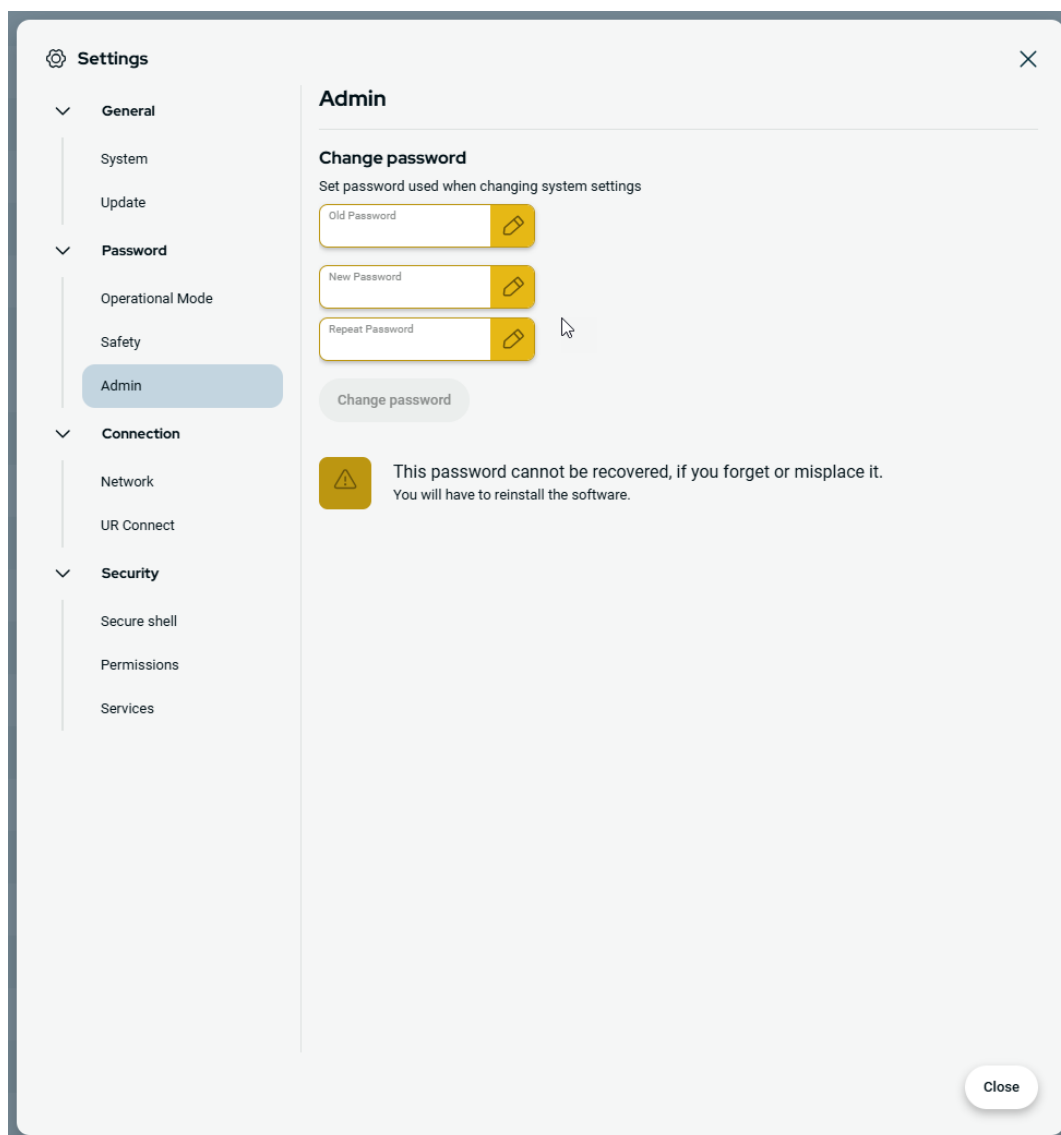 Settings
General
System
Update
Password
Operational Mode
Safety
Admin
Connection
Network
UR Connect
Security
Secure shell
Permissions
Services
Admin
Change password
Set password used when changing system settings
Old Password
New Password
Repeat Password
Change password
This password cannot be recovered, if you forget or misplace it.
You will have to reinstall the software.
Close